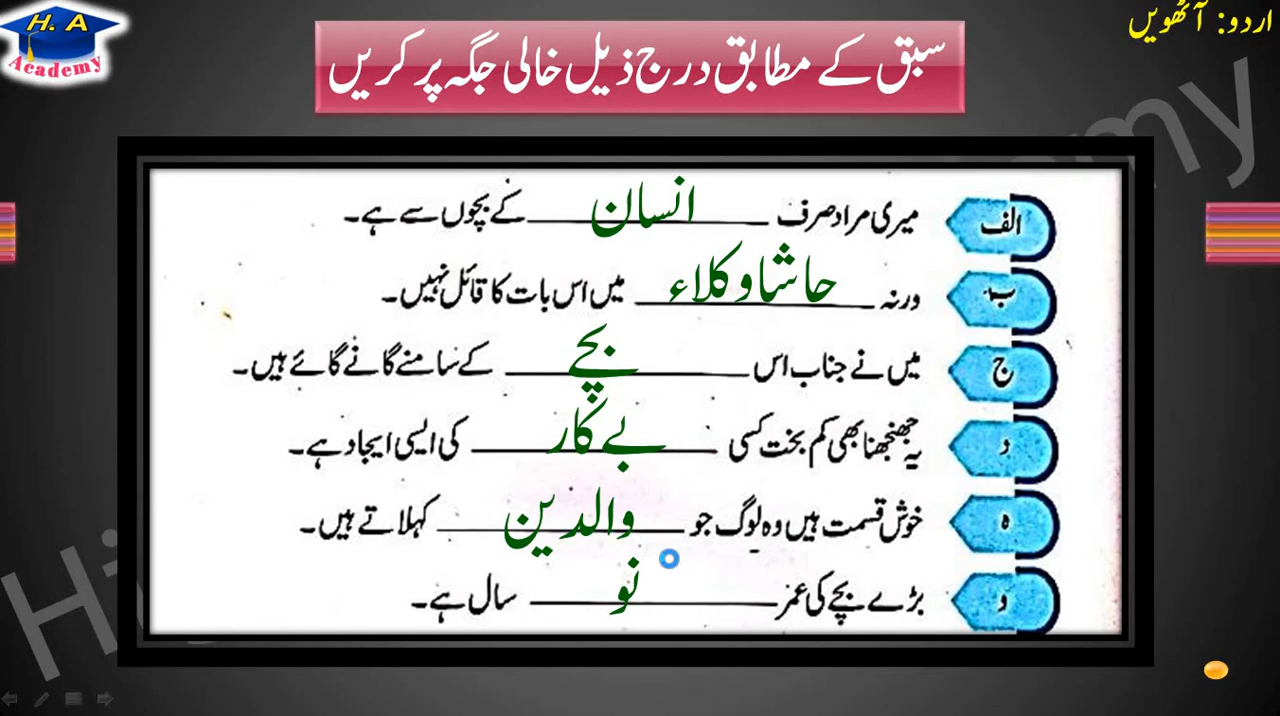 H. A
Academy
اردو: آٹھویں
سبق کے مطابق درج ذیل خالی جگہ پر کریں
الف میری مراد صرف انسان کے بچوں سے ہے۔
ب ورنہ حاشا و کلاء میں اس بات کا قائل نہیں۔
ج میں نے جناب اس بچے کے سامنے گانے گائے ہیں۔
د یہ جھنجھنا بھی کم بخت کسی بے کار کی ایسی ایجاد ہے۔
ہ خوش قسمت ہیں وہ لوگ جو والدین کہلاتے ہیں۔
و بڑے بچے کی عمر نو سال ہے۔